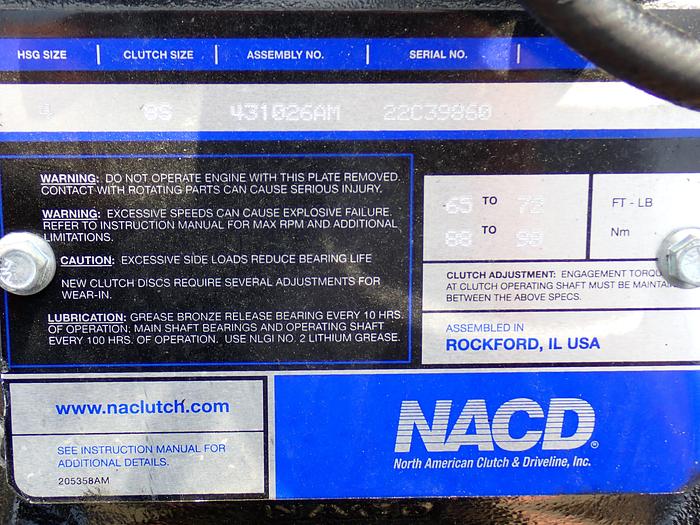 HSG SIZE CLUTCH SIZE ASSEMBLY NO. SERIAL NO.
4 8S 431026AM 22C39860
WARNING: DO NOT OPERATE ENGINE WITH THIS PLATE REMOVED.
CONTACT WITH ROTATING PARTS CAN CAUSE SERIOUS INJURY.
WARNING: EXCESSIVE SPEEDS CAN CAUSE EXPLOSIVE FAILURE.
REFER TO INSTRUCTION MANUAL FOR MAX RPM AND ADDITIONAL
LIMITATIONS.
CAUTION: EXCESSIVE SIDE LOADS REDUCE BEARING LIFE
NEW CLUTCH DISCS REQUIRE SEVERAL ADJUSTMENTS FOR
WEAR-IN.
LUBRICATION: GREASE BRONZE RELEASE BEARING EVERY 10 HRS.
OF OPERATION; MAIN SHAFT BEARINGS AND OPERATING SHAFT
EVERY 100 HRS. OF OPERATION. USE NLGI NO. 2 LITHIUM GREASE.
65 TO 72 FT - LB
88 TO 98 Nm
CLUTCH ADJUSTMENT: ENGAGEMENT TORQU
AT CLUTCH OPERATING SHAFT MUST BE MAINTAI
BETWEEN THE ABOVE SPECS.
ASSEMBLED IN
ROCKFORD, IL USA
www.naclutch.com
SEE INSTRUCTION MANUAL FOR
ADDITIONAL DETAILS.
205358AM
NACD®
North American Clutch & Driveline, Inc.